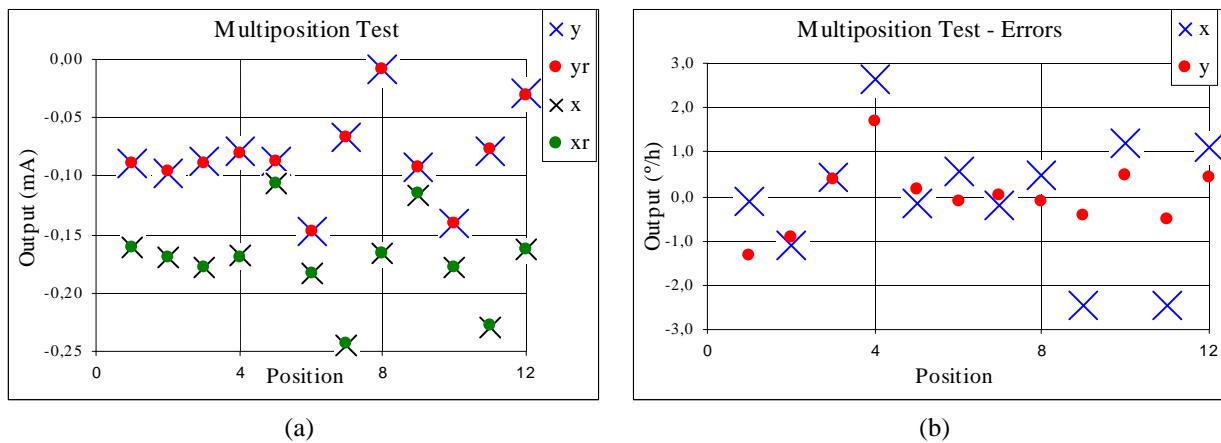 Multiposition Test
y
yr
x
xr
0,00
-0,05
-0,10
-0,15
-0,20
-0,25
Output (mA)
0
4
8
12
Position
(a)
Multiposition Test - Errors
x
y
3,0
2,0
1,0
0,0
-1,0
-2,0
-3,0
Output (º/h)
0
4
8
12
Position
(b)